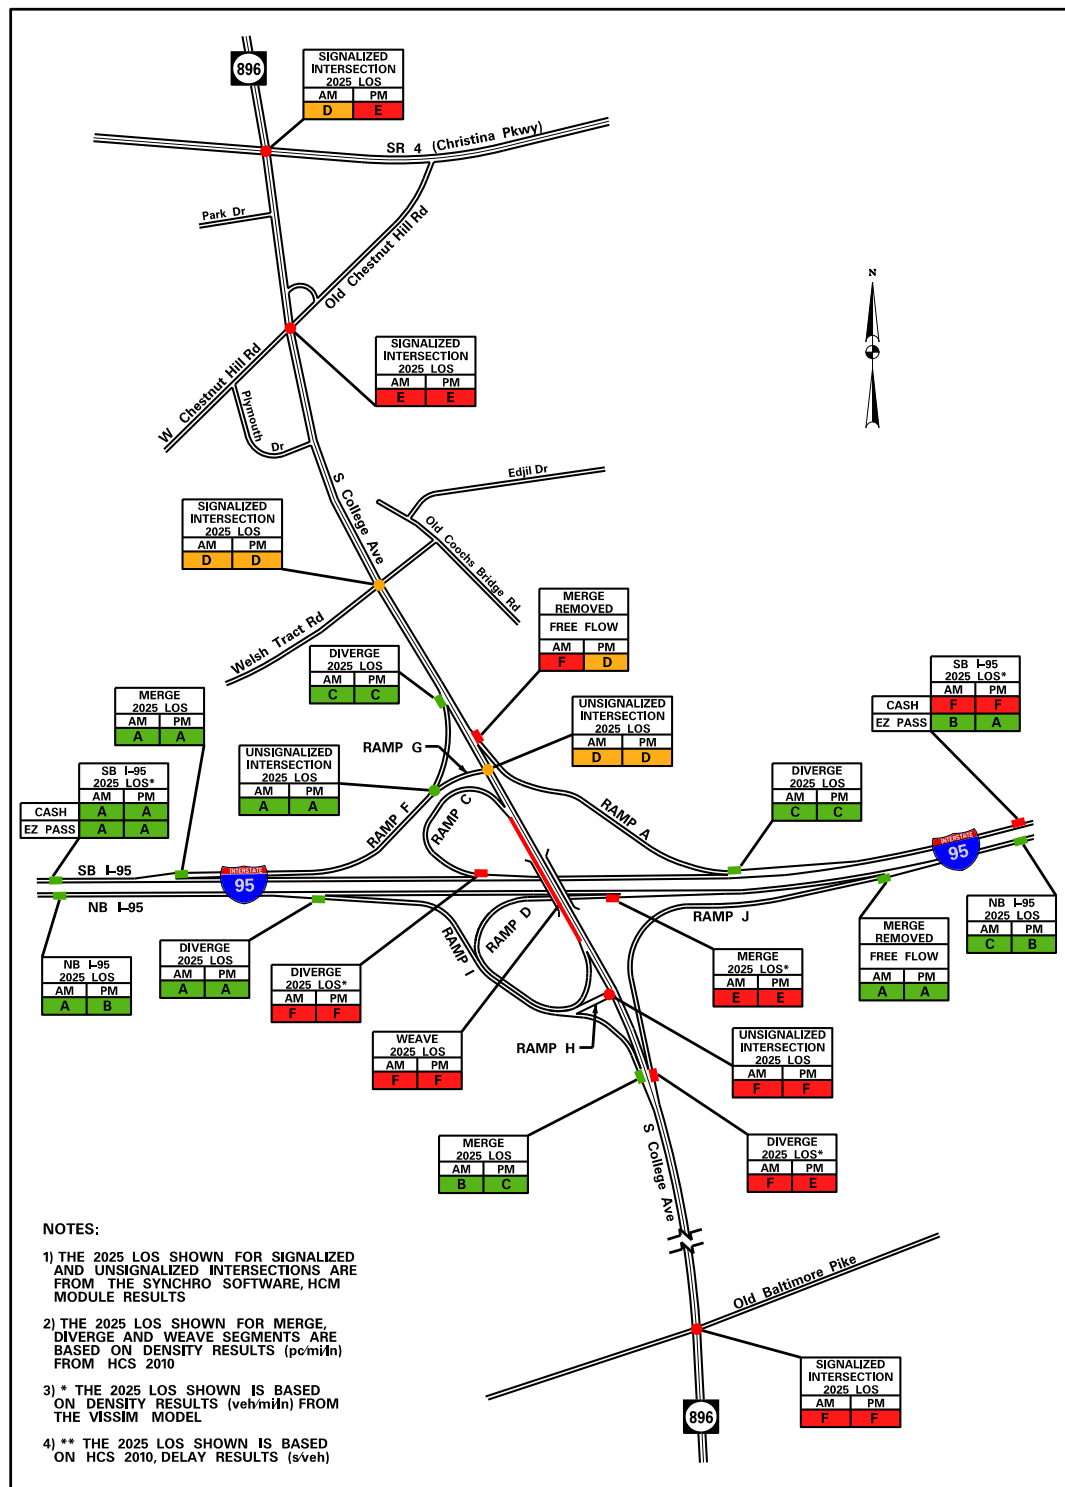 896
SIGNALIZED
INTERSECTION
2025 LOS
AM PM
D E
SR 4 (Christina Pkwy)
Park Dr
Old Chestnut Hill Rd
N
W Chestnut Hill Rd
SIGNALIZED
INTERSECTION
2025 LOS
AM PM
E E
Plymouth Dr
S College Ave
Edjil Dr
Old Coochs Bridge Rd
SIGNALIZED
INTERSECTION
2025 LOS
AM PM
D D
Welsh Tract Rd
MERGE
REMOVED
FREE FLOW
AM PM
F D
DIVERGE
2025 LOS
AM PM
C C
SB I-95
2025 LOS*
AM PM
CASH F F
EZ PASS B A
MERGE
2025 LOS
AM PM
A A
UNSIGNALIZED
INTERSECTION
2025 LOS
AM PM
D D
RAMP G
UNSIGNALIZED
INTERSECTION
2025 LOS
AM PM
A A
SB I-95
2025 LOS*
AM PM
CASH A A
EZ PASS A A
DIVERGE
2025 LOS
AM PM
C C
RAMP F
RAMP C
RAMP A
INTERSTATE
95
SB I-95
INTERSTATE
95
NB I-95
RAMP D
RAMP J
RAMP I
NB I-95
2025 LOS
AM PM
C B
MERGE
REMOVED
FREE FLOW
AM PM
A A
DIVERGE
2025 LOS
AM PM
A A
NB I-95
2025 LOS
AM PM
A B
DIVERGE
2025 LOS*
AM PM
F F
MERGE
2025 LOS*
AM PM
E E
WEAVE
2025 LOS
AM PM
F F
RAMP H
UNSIGNALIZED
INTERSECTION
2025 LOS
AM PM
F F
MERGE
2025 LOS
AM PM
B C
DIVERGE
2025 LOS*
AM PM
F E
S College Ave
NOTES:
1) THE 2025 LOS SHOWN FOR SIGNALIZED
AND UNSIGNALIZED INTERSECTIONS ARE
FROM THE SYNCHRO SOFTWARE, HCM
MODULE RESULTS
2) THE 2025 LOS SHOWN FOR MERGE,
DIVERGE AND WEAVE SEGMENTS ARE
BASED ON DENSITY RESULTS (pc/mi/ln)
FROM HCS 2010
3) * THE 2025 LOS SHOWN IS BASED
ON DENSITY RESULTS (veh/mi/ln) FROM
THE VISSIM MODEL
4) ** THE 2025 LOS SHOWN IS BASED
ON HCS 2010, DELAY RESULTS (s/veh)
Old Baltimore Pike
SIGNALIZED
INTERSECTION
2025 LOS
AM PM
F F
896